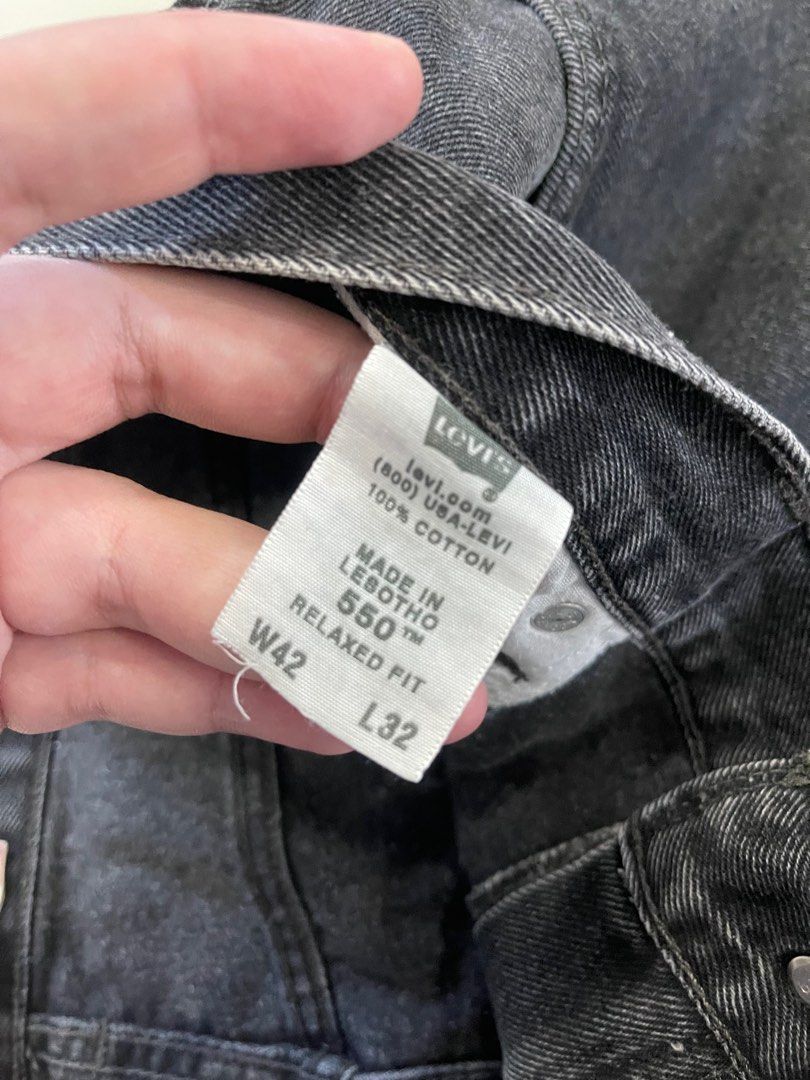 LEVI'S
®
levi.com
(800) USA-LEVI
100% COTTON
MADE IN
LESOTHO
550™
RELAXED FIT
W42 L32